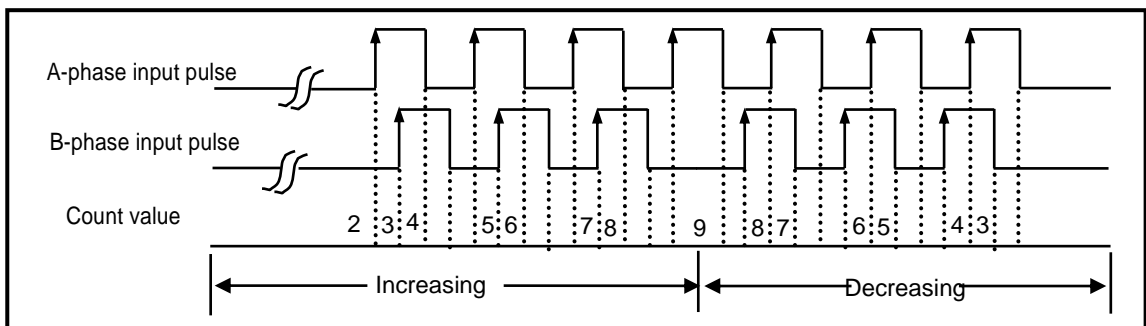 A-phase input pulse
B-phase input pulse
Count value 2 3 4 5 6 7 8 9 8 7 6 5 4 3
Increasing Decreasing